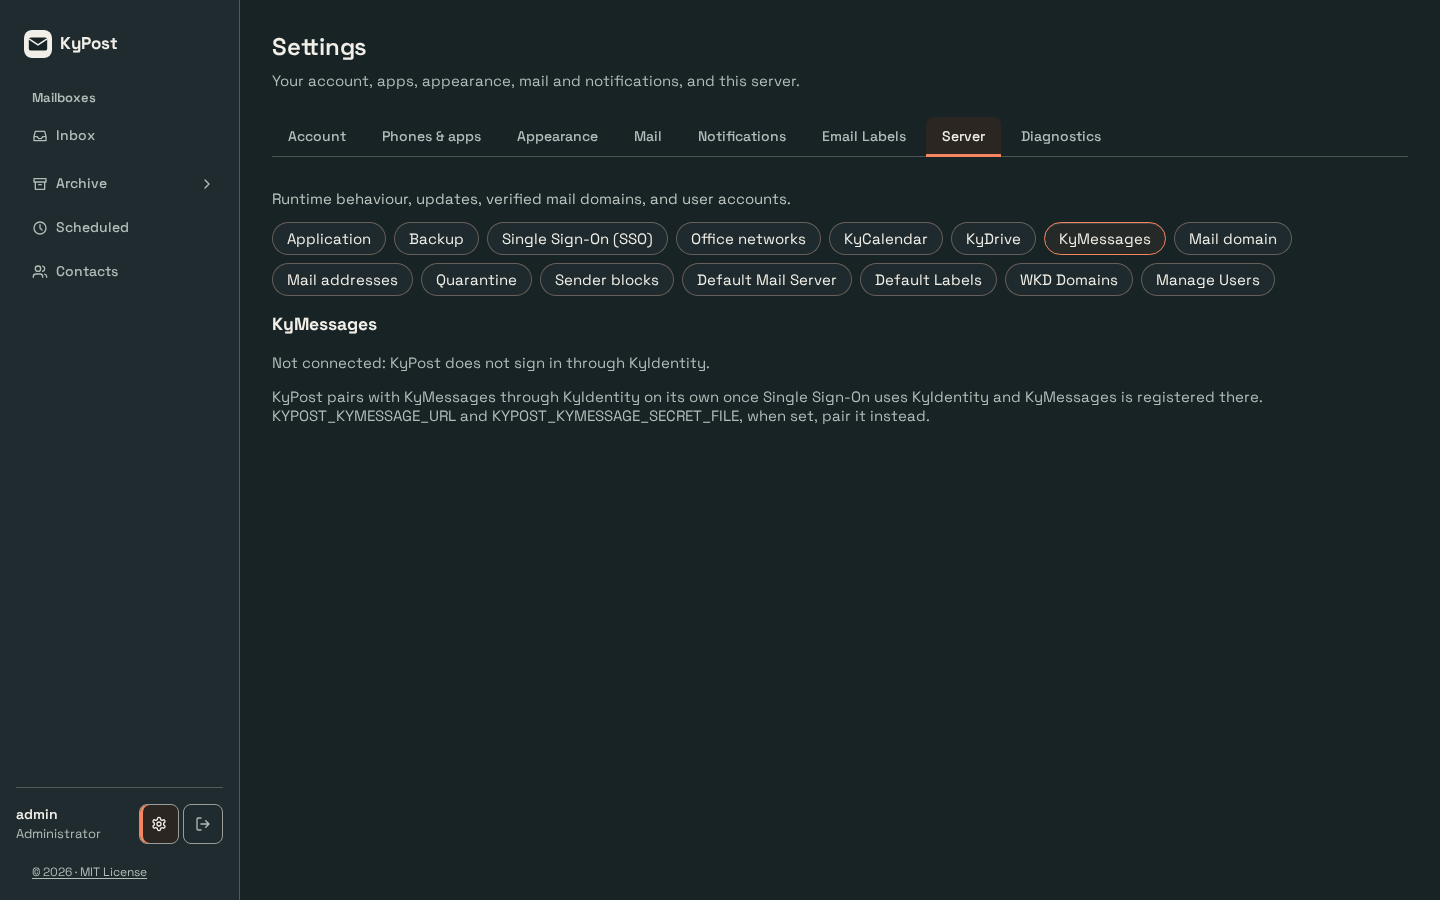 KyPost
Mailboxes
Inbox
Archive
Scheduled
Contacts
admin
Administrator
© 2026 · MIT License
Settings
Your account, apps, appearance, mail and notifications, and this server.
Account Phones & apps Appearance Mail Notifications Email Labels Server Diagnostics
Runtime behaviour, updates, verified mail domains, and user accounts.
Application Backup Single Sign-On (SSO) Office networks KyCalendar KyDrive KyMessages Mail domain
Mail addresses Quarantine Sender blocks Default Mail Server Default Labels WKD Domains Manage Users
KyMessages
Not connected: KyPost does not sign in through KyIdentity.
KyPost pairs with KyMessages through KyIdentity on its own once Single Sign-On uses KyIdentity and KyMessages is registered there.
KYPOST_KYMESSAGE_URL and KYPOST_KYMESSAGE_SECRET_FILE, when set, pair it instead.